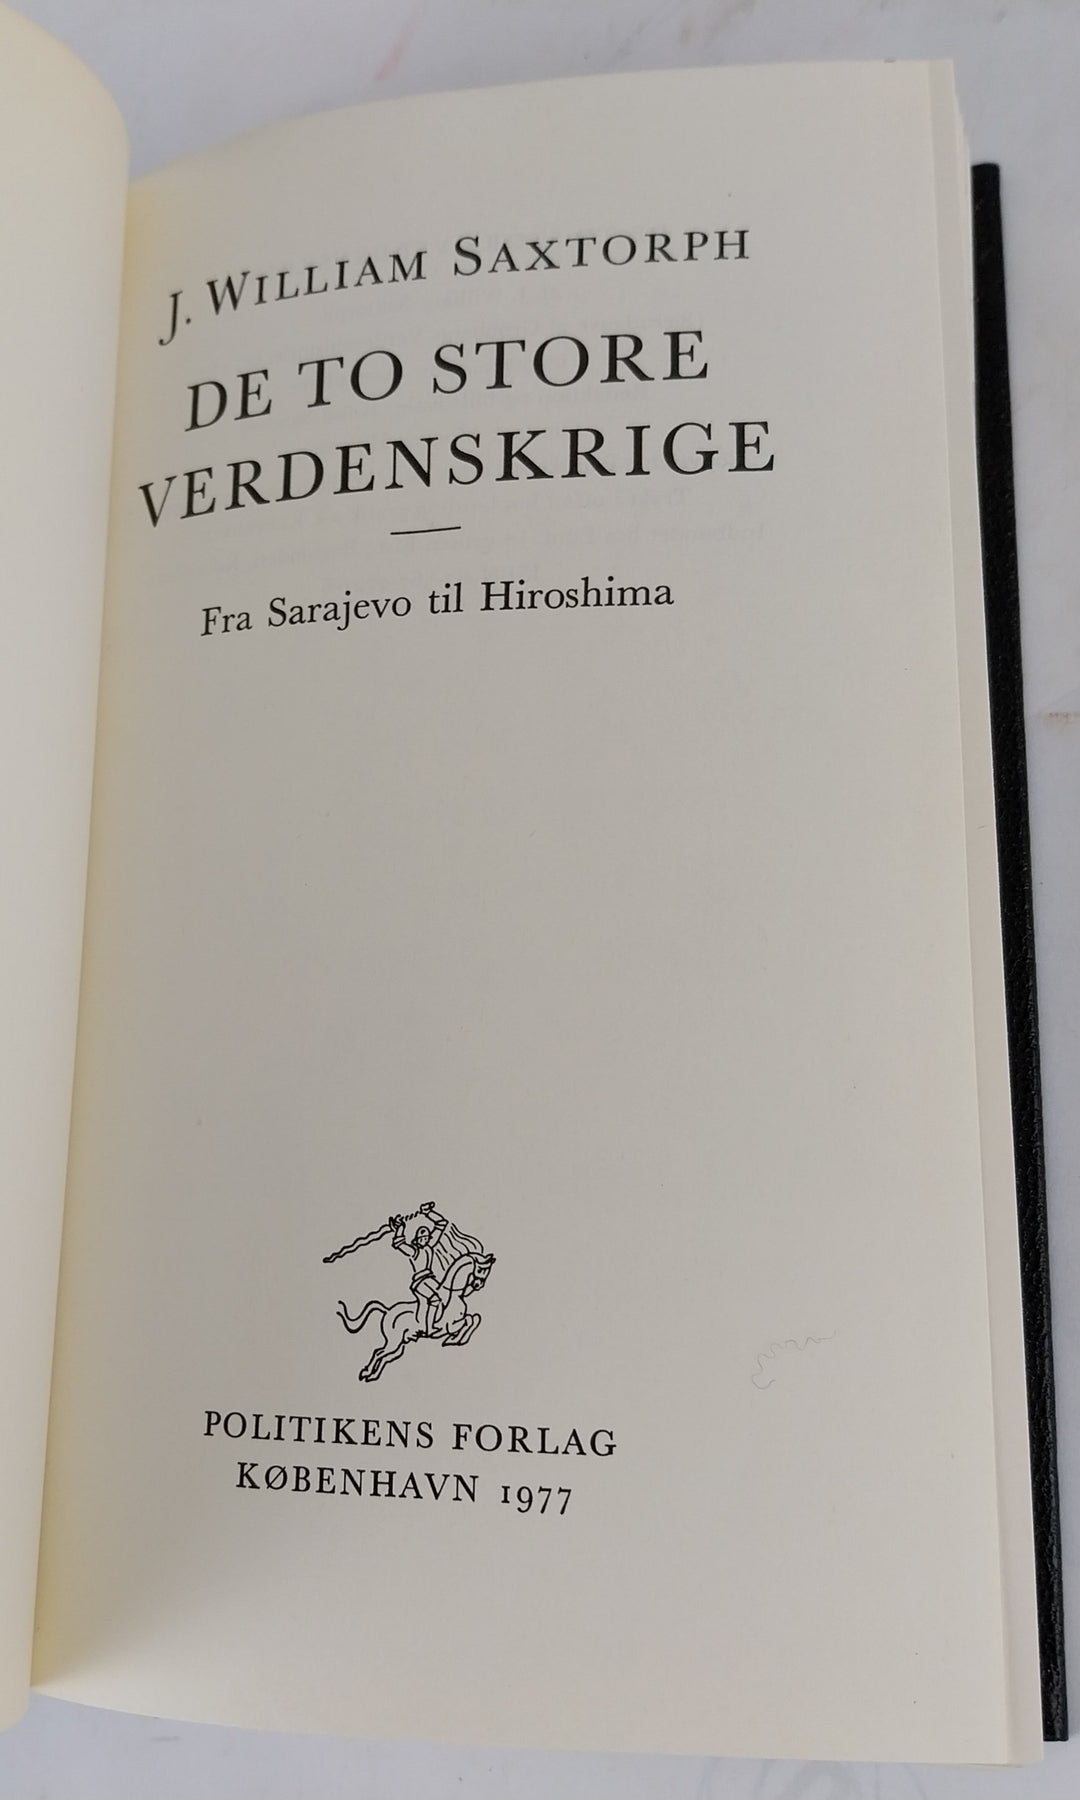 J. WILLIAM SAXTORPH
DE TO STORE
VERDENSKRIGE
Fra Sarajevo til Hiroshima
POLITIKENS FORLAG
KØBENHAVN 1977